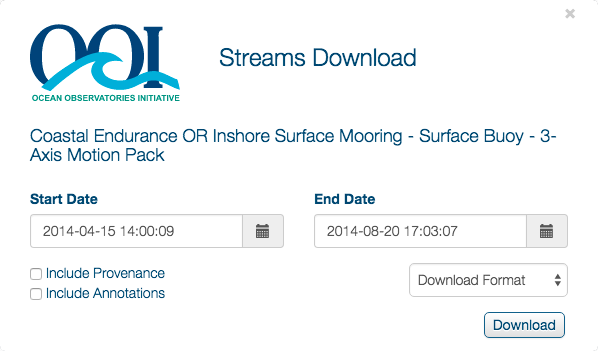 ×
OOI
OCEAN OBSERVATORIES INITIATIVE
Streams Download
Coastal Endurance OR Inshore Surface Mooring - Surface Buoy - 3-
Axis Motion Pack
Start Date
End Date
2014-04-15 14:00:09
2014-08-20 17:03:07
Include Provenance
Include Annotations
Download Format
Download